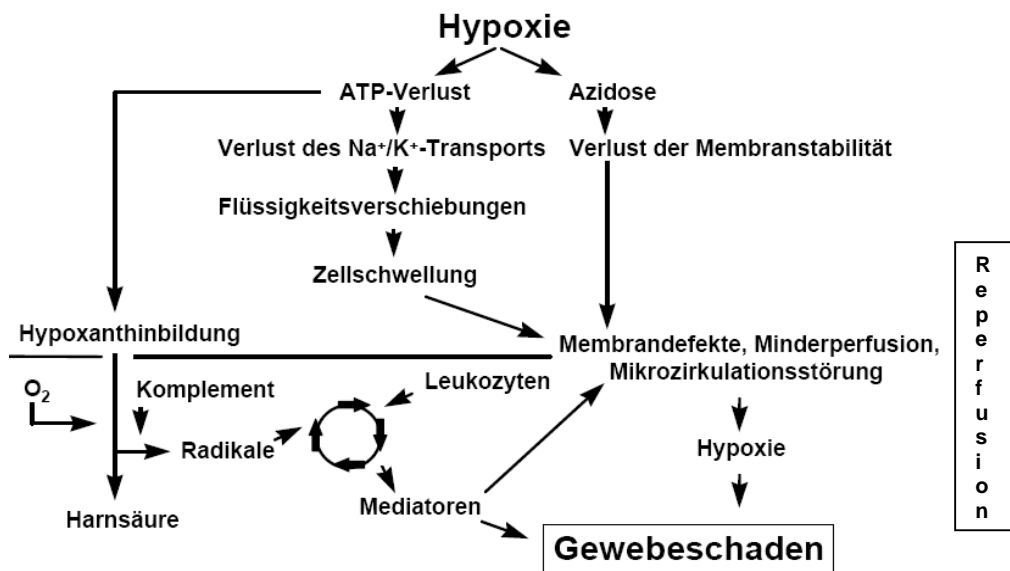 Hypoxie
ATP-Verlust Azidose
Verlust des Na⁺/K⁺-Transports Verlust der Membranstabilität
Flüssigkeitsverschiebungen
Zellschwellung
Hypoxanthinbildung
Membrandefekte, Minderperfusion,
Mikrozirkulationsstörung
O₂
Komplement
Leukozyten
Radikale
Hypoxie
Mediatoren
Harnsäure
Gewebeschaden
Reperfusion